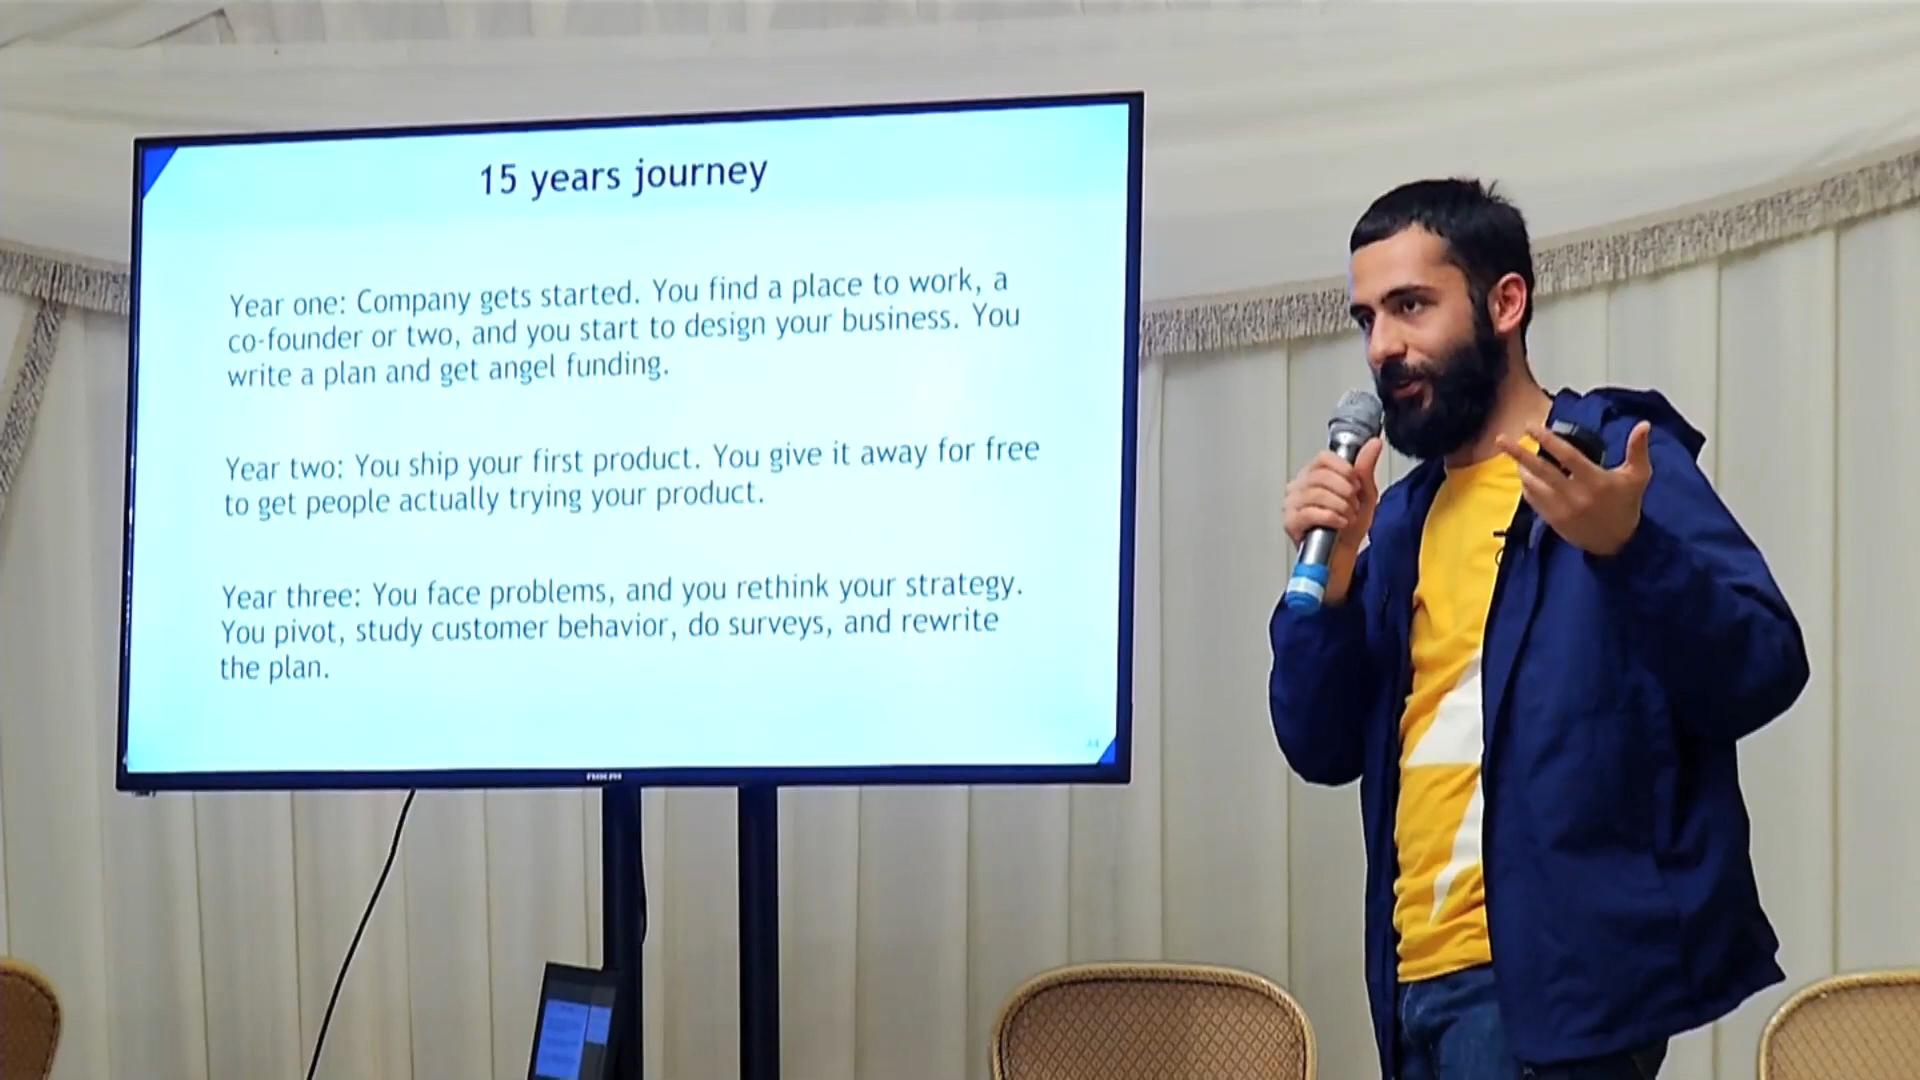 15 years journey
Year one: Company gets started. You find a place to work, a
co-founder or two, and you start to design your business. You
write a plan and get angel funding.
Year two: You ship your first product. You give it away for free
to get people actually trying your product.
Year three: You face problems, and you rethink your strategy.
You pivot, study customer behavior, do surveys, and rewrite
the plan.